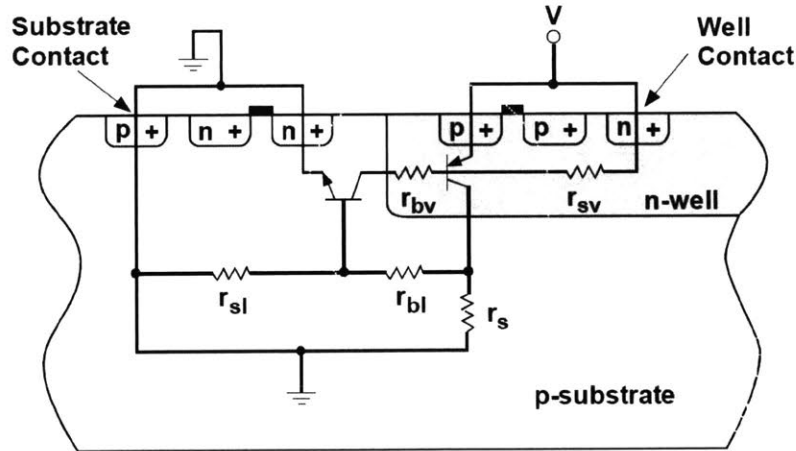 Substrate
Contact
V
Well
Contact
p + n + n + p + p + n +
r_bv
r_sv
n-well
r_sl
r_bl
r_s
p-substrate